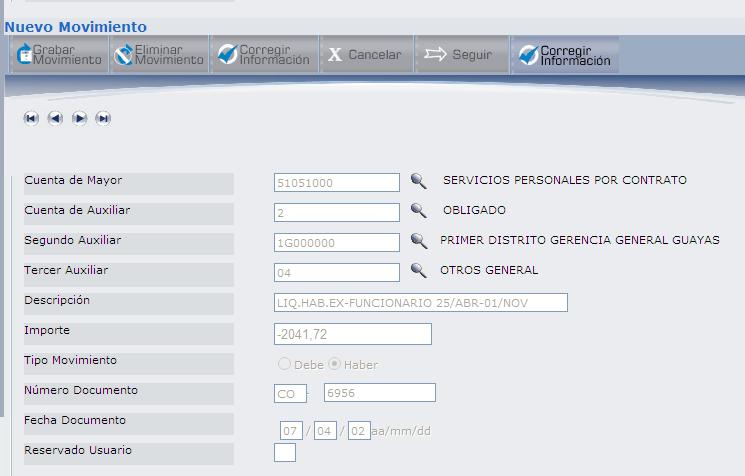 Nuevo Movimiento
Grabar Movimiento Eliminar Movimiento Corregir Información X Cancelar Seguir Corregir Información
Cuenta de Mayor 51051000 SERVICIOS PERSONALES POR CONTRATO
Cuenta de Auxiliar 2 OBLIGADO
Segundo Auxiliar 1G000000 PRIMER DISTRITO GERENCIA GENERAL GUAYAS
Tercer Auxiliar 04 OTROS GENERAL
Descripción LIQ.HAB.EX-FUNCIONARIO 25/ABR-01/NOV
Importe -2041,72
Tipo Movimiento Debe Haber
Número Documento CO - 6956
Fecha Documento 07 / 04 / 02 aa/mm/dd
Reservado Usuario